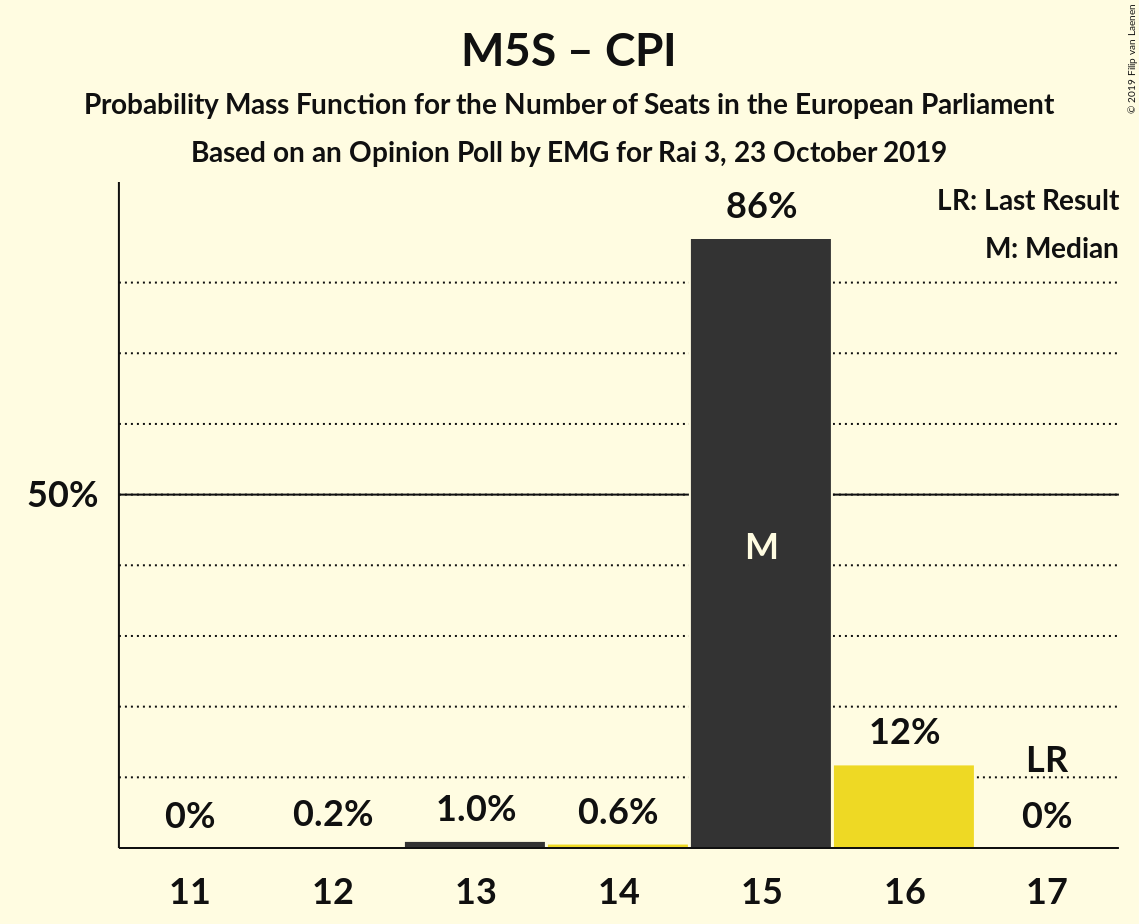 M5S – CPI
Probability Mass Function for the Number of Seats in the European Parliament
Based on an Opinion Poll by EMG for Rai 3, 23 October 2019
© 2019 Filip van Laenen
LR: Last Result
M: Median
86%
50%
M
12%
LR
0%
0.2%
1.0%
0.6%
0%
11
12
13
14
15
16
17